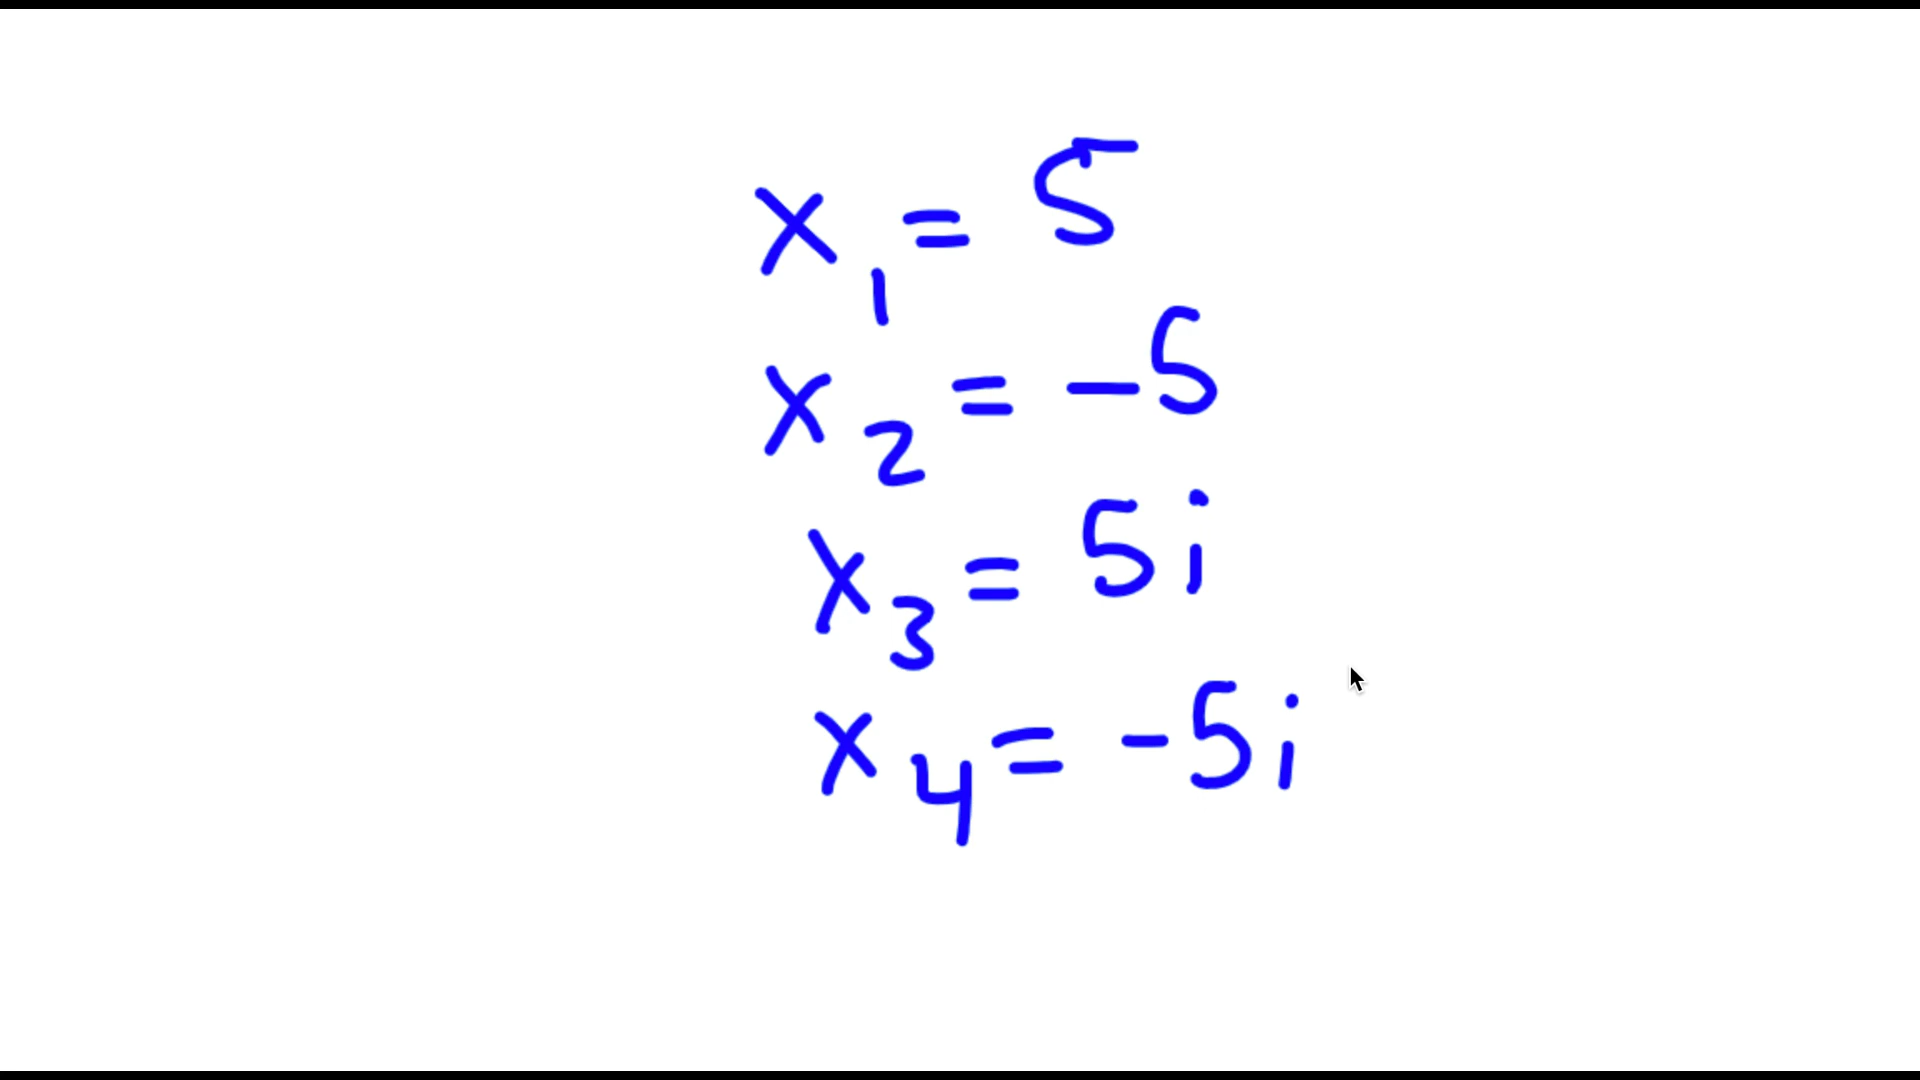 x₁ = 5
x₂ = -5
x₃ = 5i
x₄ = -5i